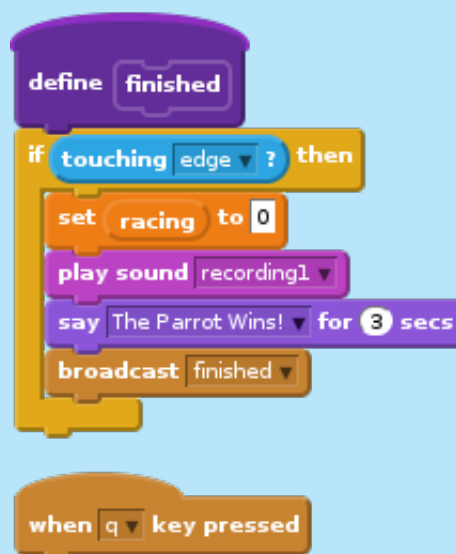 define finished
if touching edge ? then
set racing to 0
play sound recording1
say The Parrot Wins! for 3 secs
broadcast finished
when q key pressed